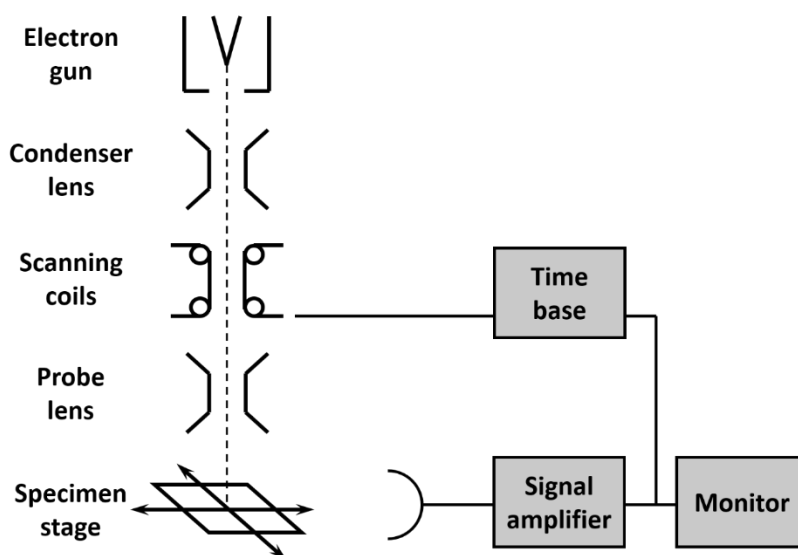 Electron
gun
Condenser
lens
Scanning
coils
Time
base
Probe
lens
Specimen
stage
Signal
amplifier
Monitor